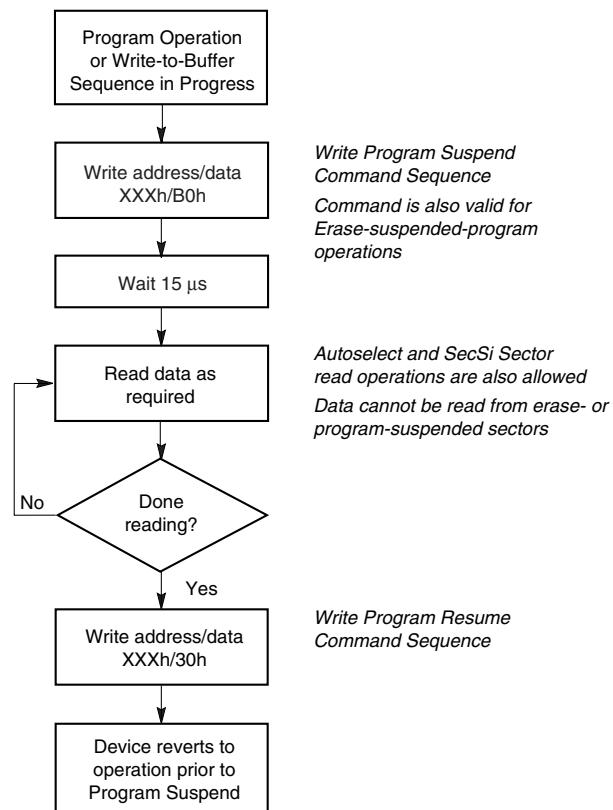 Program Operation
or Write-to-Buffer
Sequence in Progress
Write address/data
XXXh/B0h
Write Program Suspend
Command Sequence
Command is also valid for
Erase-suspended-program
operations
Wait 15 μs
Read data as
required
Autoselect and SecSi Sector
read operations are also allowed
Data cannot be read from erase- or
program-suspended sectors
No
Done
reading?
Yes
Write address/data
XXXh/30h
Write Program Resume
Command Sequence
Device reverts to
operation prior to
Program Suspend